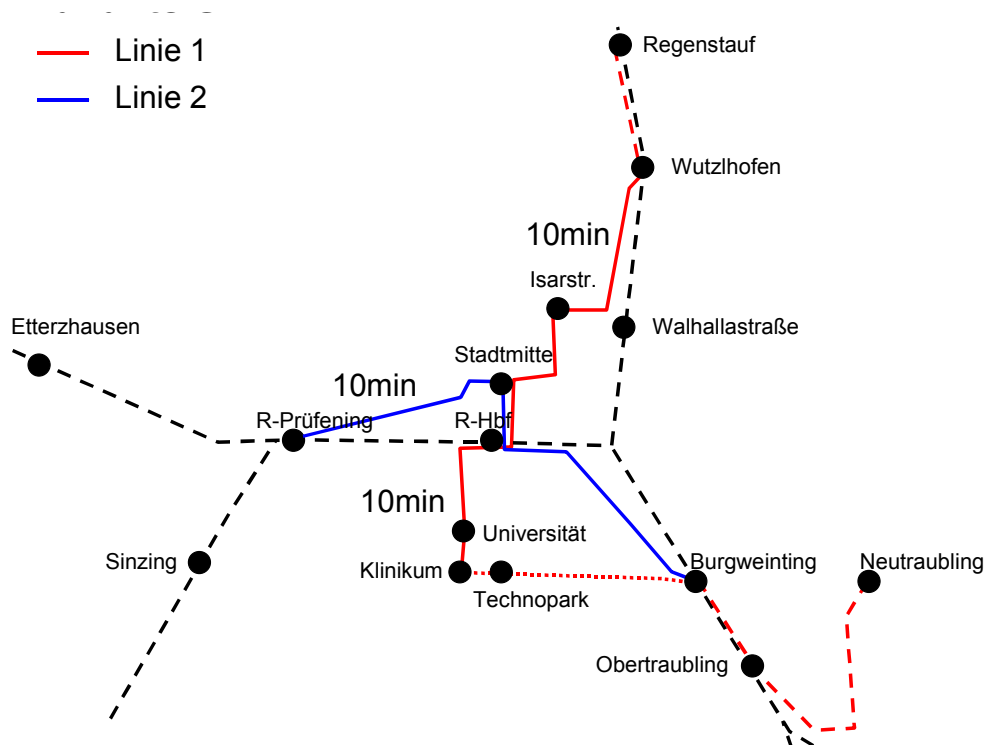 Linie 1
Linie 2
Regenstauf
Wutzlhofen
10min
Isarstr.
Etterzhausen
Walhallastraße
Stadtmitte
10min
R-Prüfening
R-Hbf
10min
Universität
Sinzing
Klinikum
Burgweinting
Neutraubling
Technopark
Obertraubling